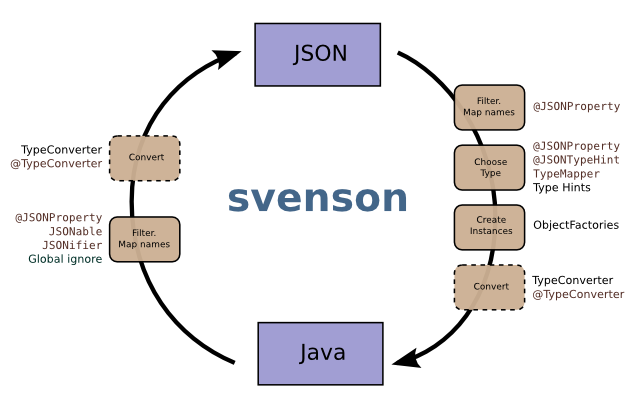 JSON
Filter.
Map names
@JSONProperty
Choose
Type
@JSONProperty
@JSONTypeHint
TypeMapper
Type Hints
Create
Instances
ObjectFactories
Convert
TypeConverter
@TypeConverter
svenson
Java
Filter.
Map names
@JSONProperty
JSONable
JSONifier
Global ignore
Convert
TypeConverter
@TypeConverter